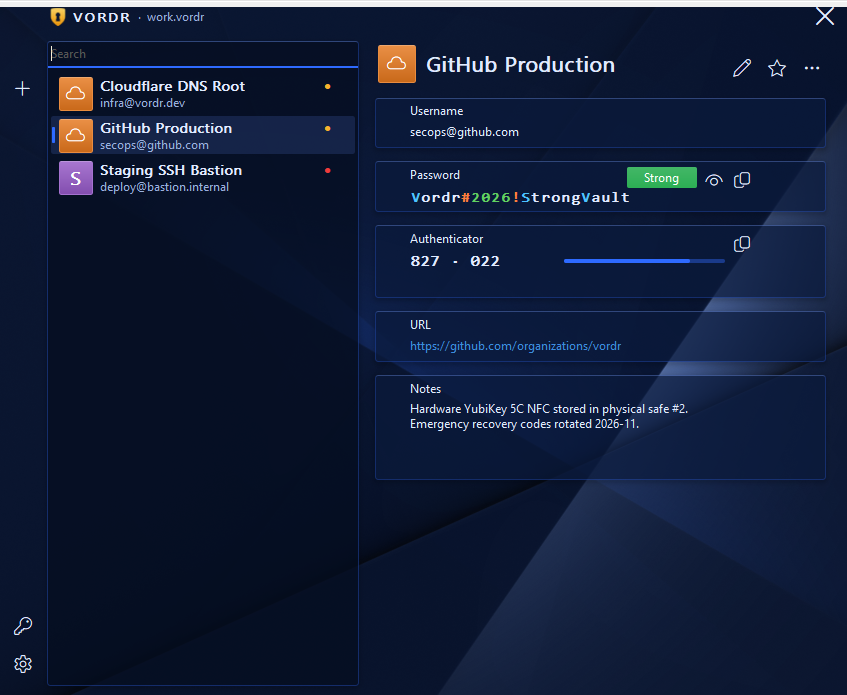 VORDR · work.vordr
Search
Cloudflare DNS Root
infra@vordr.dev
GitHub Production
secops@github.com
S
Staging SSH Bastion
deploy@bastion.internal
GitHub Production
Username
secops@github.com
Password
Strong
Vordr#2026!StrongVault
Authenticator
827 - 022
URL
https://github.com/organizations/vordr
Notes
Hardware YubiKey 5C NFC stored in physical safe #2.
Emergency recovery codes rotated 2026-11.